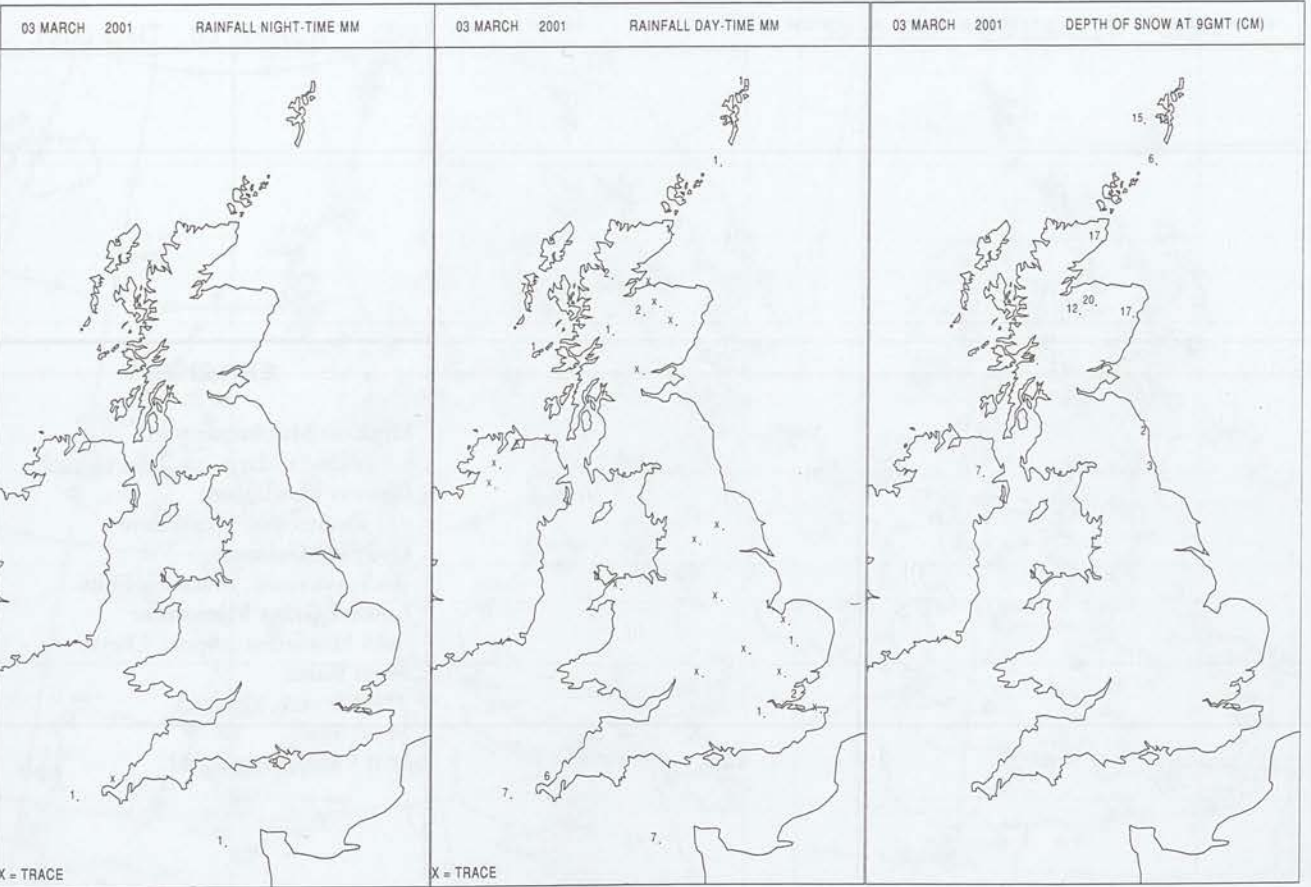 03 MARCH 2001 RAINFALL NIGHT-TIME MM
4
x
x
x
1
1
X = TRACE
03 MARCH 2001 RAINFALL DAY-TIME MM
1
1
2
x
2
x
1
1
x
x
x
x
x
1
x
x
x
2
x
1
6
7
7
X = TRACE
03 MARCH 2001 DEPTH OF SNOW AT 9GMT (CM)
15
6
17
20
12
17
2
3
7